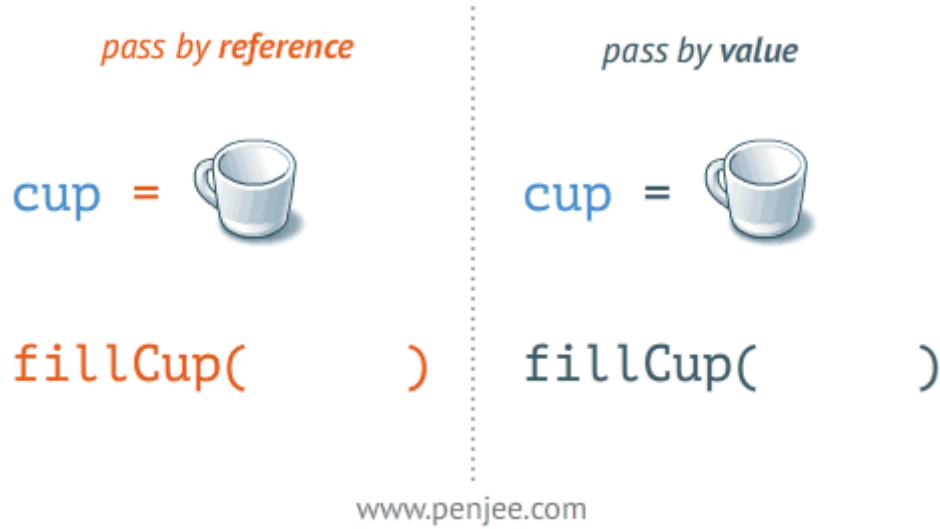 pass by reference
cup =
fillCup( )
pass by value
cup =
fillCup( )
www.penjee.com